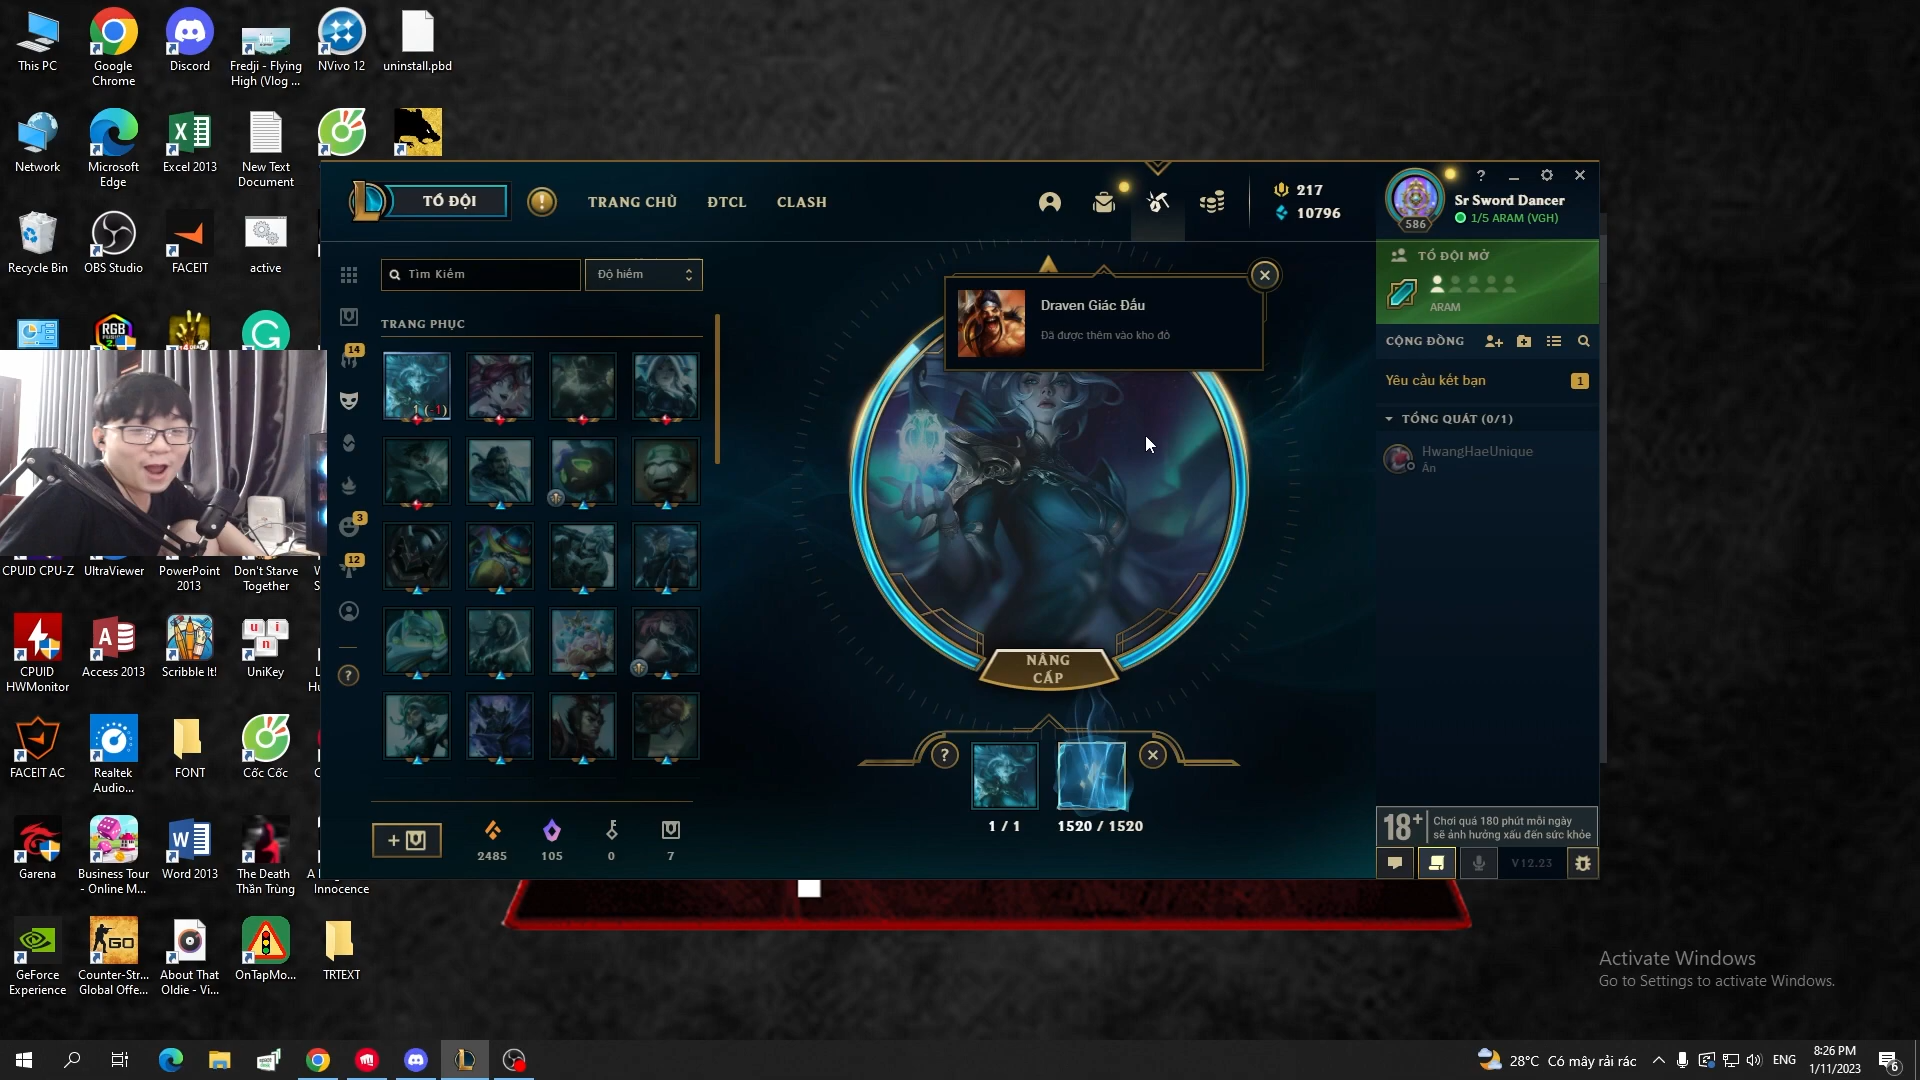 This PC
Google
Chrome
Discord
Fredji - Flying
High (Vlog ...
NVivo 12
uninstall.pbd
Network
Microsoft
Edge
Excel 2013
New Text
Document
Recycle Bin
OBS Studio
FACEIT
active
CPUID CPU-Z
UltraViewer
PowerPoint
2013
Don't Starve
Together
CPUID
HWMonitor
Access 2013
Scribble It!
UniKey
FACEIT AC
Realtek
Audio...
FONT
Cốc Cốc
Garena
Business Tour
- Online M...
Word 2013
The Death
Thần Trùng
Innocence
GeForce
Experience
Counter-Str...
Global Offe...
About That
Oldie - Vi...
OnTapMo...
TRTEXT
TỔ ĐỘI
TRANG CHỦ
ĐTCL
CLASH
217
10796
586
Sr Sword Dancer
1/5 ARAM (VGH)
TỔ ĐỘI MỞ
ARAM
CỘNG ĐỒNG
Yêu cầu kết bạn
1
TỔNG QUÁT (0/1)
HwangHaeUnique
Ẩn
Tìm Kiếm
Độ hiếm
TRANG PHỤC
14
3
12
1 (-1)
Draven Giác Đấu
Đã được thêm vào kho đồ
NÂNG
CẤP
1 / 1
1520 / 1520
2485
105
0
7
18+
Chơi quá 180 phút mỗi ngày
sẽ ảnh hưởng xấu đến sức khỏe
V12.23
Activate Windows
Go to Settings to activate Windows.
28°C Có mây rải rác
ENG
8:26 PM
1/11/2023
6